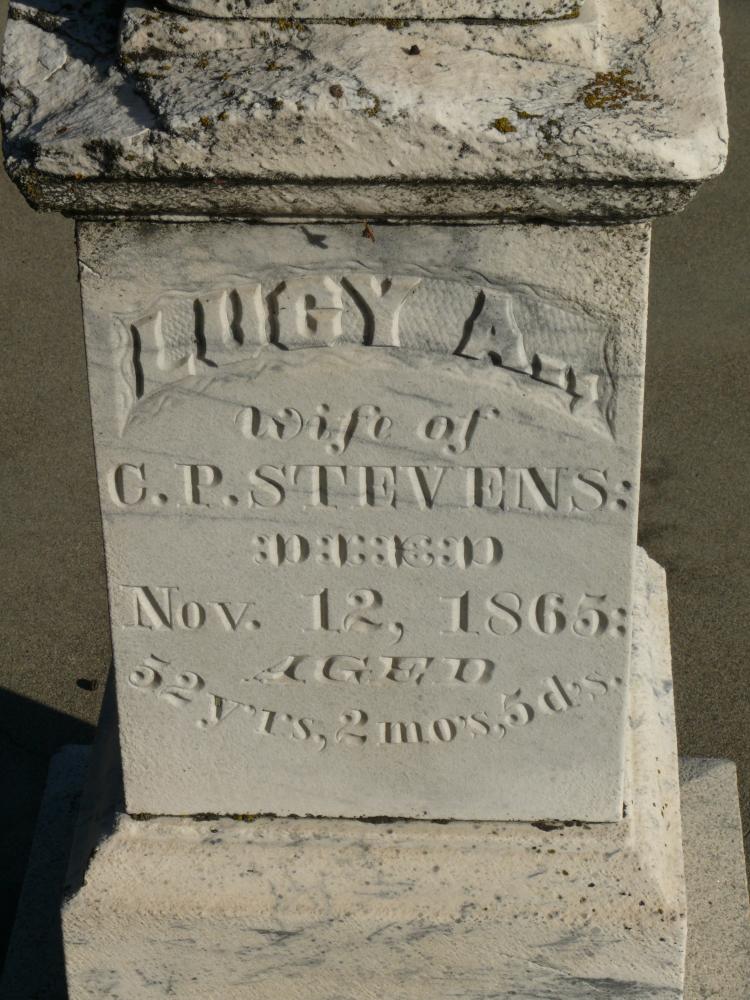 LUCY A.,
wife of
C. P. STEVENS:
DIED
Nov. 12, 1865:
AGED
52 y'rs, 2 mo's, 5 d's.